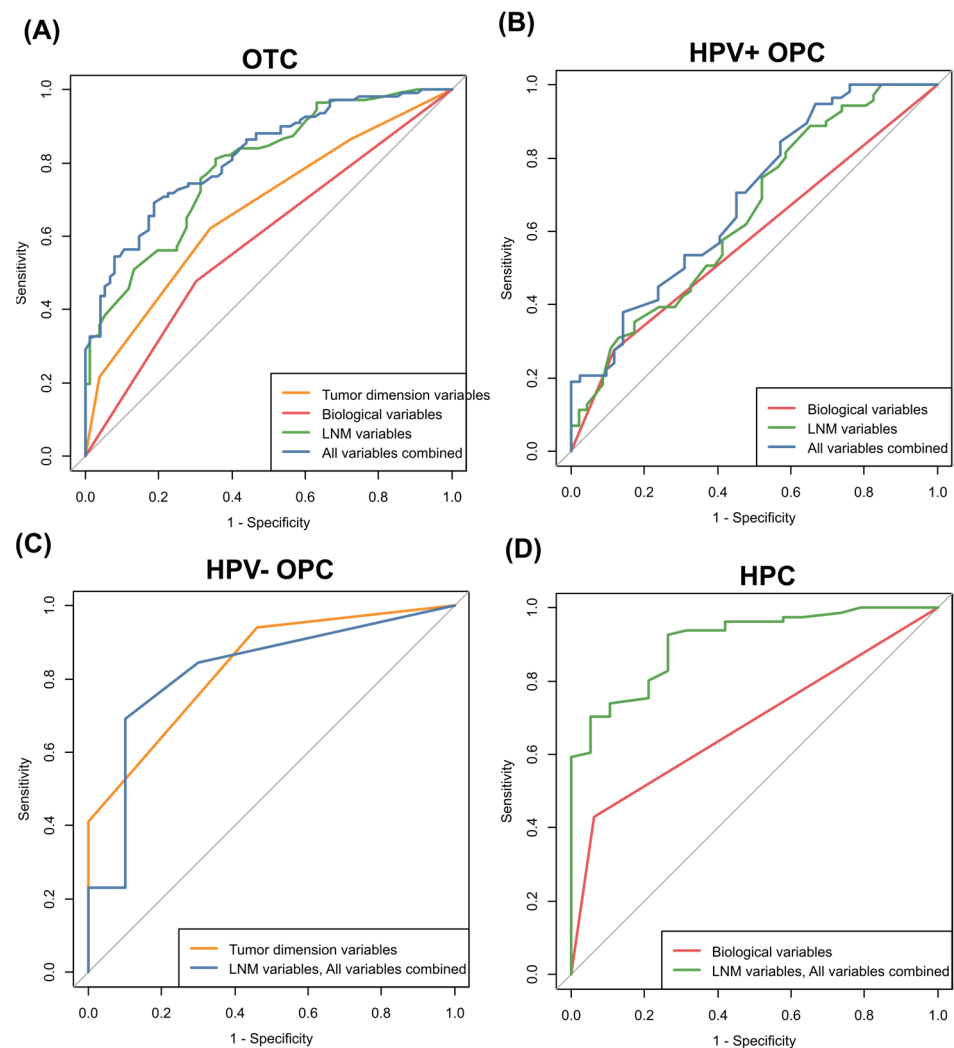 (A)
OTC
Sensitivity
0.0 0.2 0.4 0.6 0.8 1.0
Tumor dimension variables
Biological variables
LNM variables
All variables combined
0.0 0.2 0.4 0.6 0.8 1.0
1 - Specificity
(B)
HPV+ OPC
Sensitivity
0.0 0.2 0.4 0.6 0.8 1.0
Biological variables
LNM variables
All variables combined
0.0 0.2 0.4 0.6 0.8 1.0
1 - Specificity
(C)
HPV- OPC
Sensitivity
0.0 0.2 0.4 0.6 0.8 1.0
Tumor dimension variables
LNM variables, All variables combined
0.0 0.2 0.4 0.6 0.8 1.0
1 - Specificity
(D)
HPC
Sensitivity
0.0 0.2 0.4 0.6 0.8 1.0
Biological variables
LNM variables, All variables combined
0.0 0.2 0.4 0.6 0.8 1.0
1 - Specificity